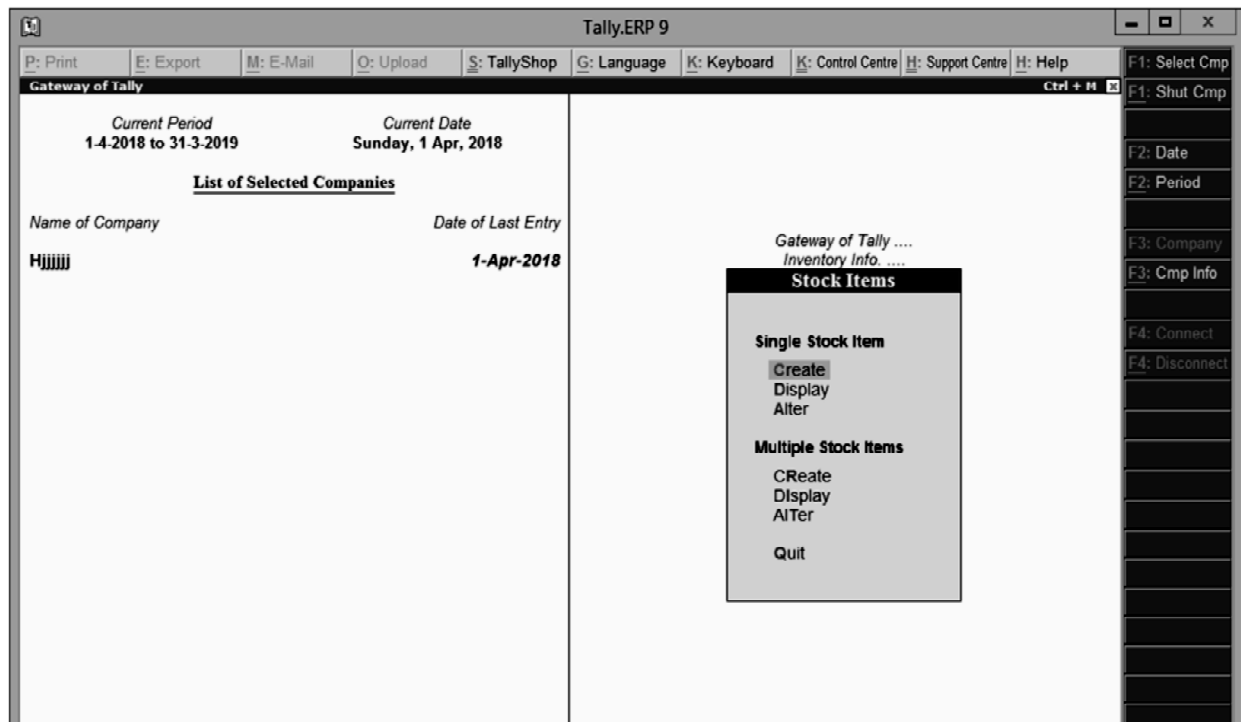 Tally.ERP 9
P: Print E: Export M: E-Mail O: Upload S: TallyShop G: Language K: Keyboard K: Control Centre H: Support Centre H: Help
Gateway of Tally Ctrl + M
Current Period Current Date
1-4-2018 to 31-3-2019 Sunday, 1 Apr, 2018
List of Selected Companies
Name of Company Date of Last Entry
Hjjjjjj 1-Apr-2018
Gateway of Tally ....
Inventory Info. ....
Stock Items
Single Stock Item
Create
Display
Alter
Multiple Stock Items
CReate
DIsplay
AlTer
Quit
F1: Select Cmp
F1: Shut Cmp
F2: Date
F2: Period
F3: Company
F3: Cmp Info
F4: Connect
F4: Disconnect